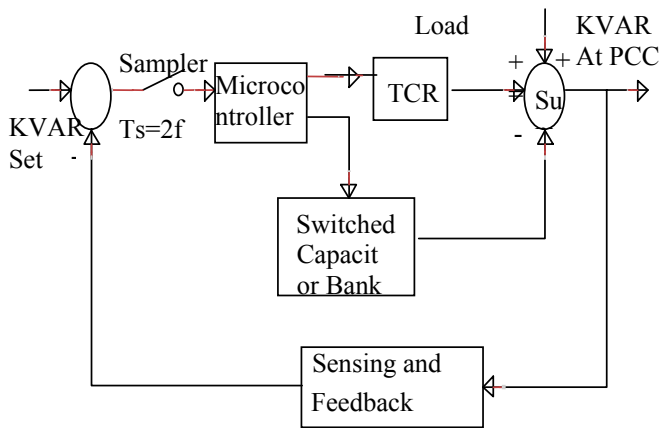 Load
KVAR
At PCC
Sampler
Microco
ntroller
TCR
+
+
+
Su
KVAR
Set
-
Ts=2f
-
Switched
Capacit
or Bank
Sensing and
Feedback